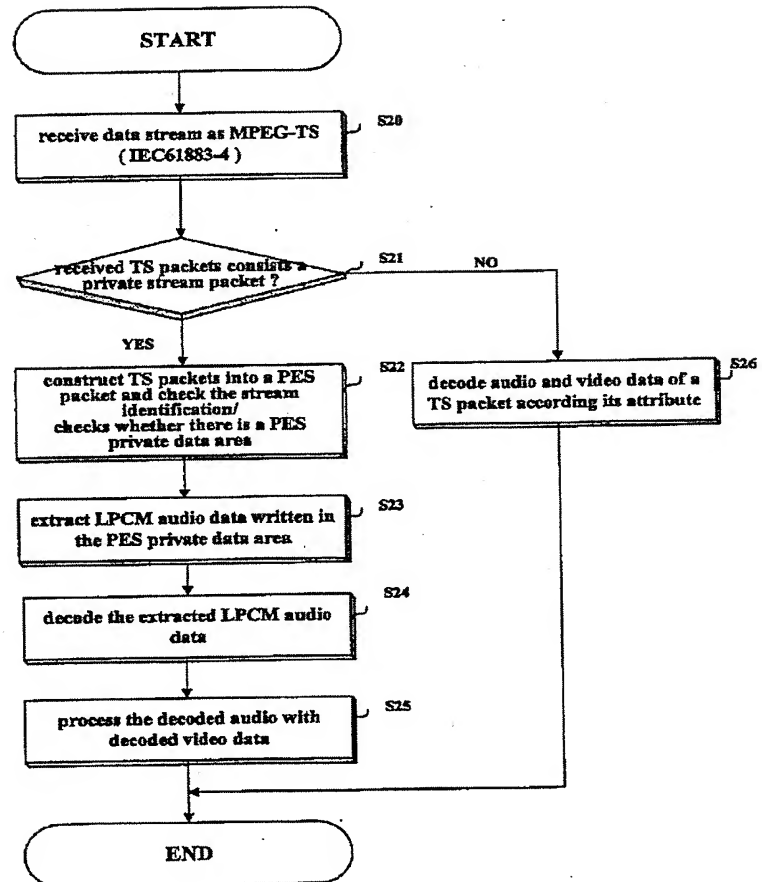 START
receive data stream as MPEG-TS
( IEC61883-4 )
S20
received TS packets consists a
private stream packet ?
S21
NO
YES
construct TS packets into a PES
packet and check the stream
identification/
checks whether there is a PES
private data area
S22
decode audio and video data of a
TS packet according its attribute
S26
extract LPCM audio data written in
the PES private data area
S23
decode the extracted LPCM audio
data
S24
process the decoded audio with
decoded video data
S25
END